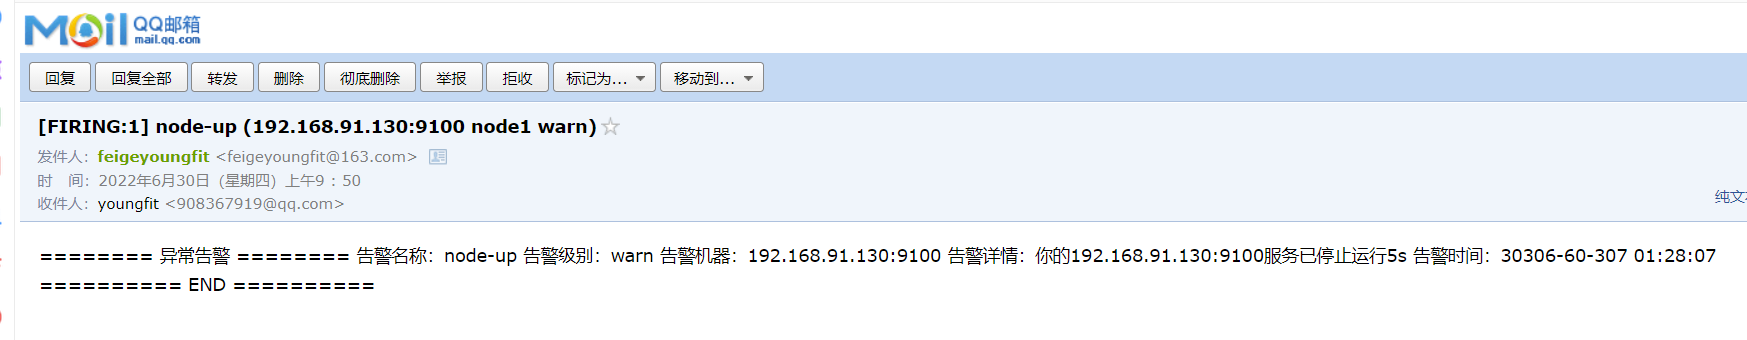 Mail QQ邮箱
mail.qq.com
回复 回复全部 转发 删除 彻底删除 举报 拒收 标记为... 移动到...
[FIRING:1] node-up (192.168.91.130:9100 node1 warn)
发件人：feigeyoungfit <feigeyoungfit@163.com>
时 间：2022年6月30日（星期四）上午9：50
收件人：youngfit <908367919@qq.com>
纯文
======== 异常告警 ======== 告警名称：node-up 告警级别：warn 告警机器：192.168.91.130:9100 告警详情：你的192.168.91.130:9100服务已停止运行5s 告警时间：30306-60-307 01:28:07
========== END ==========